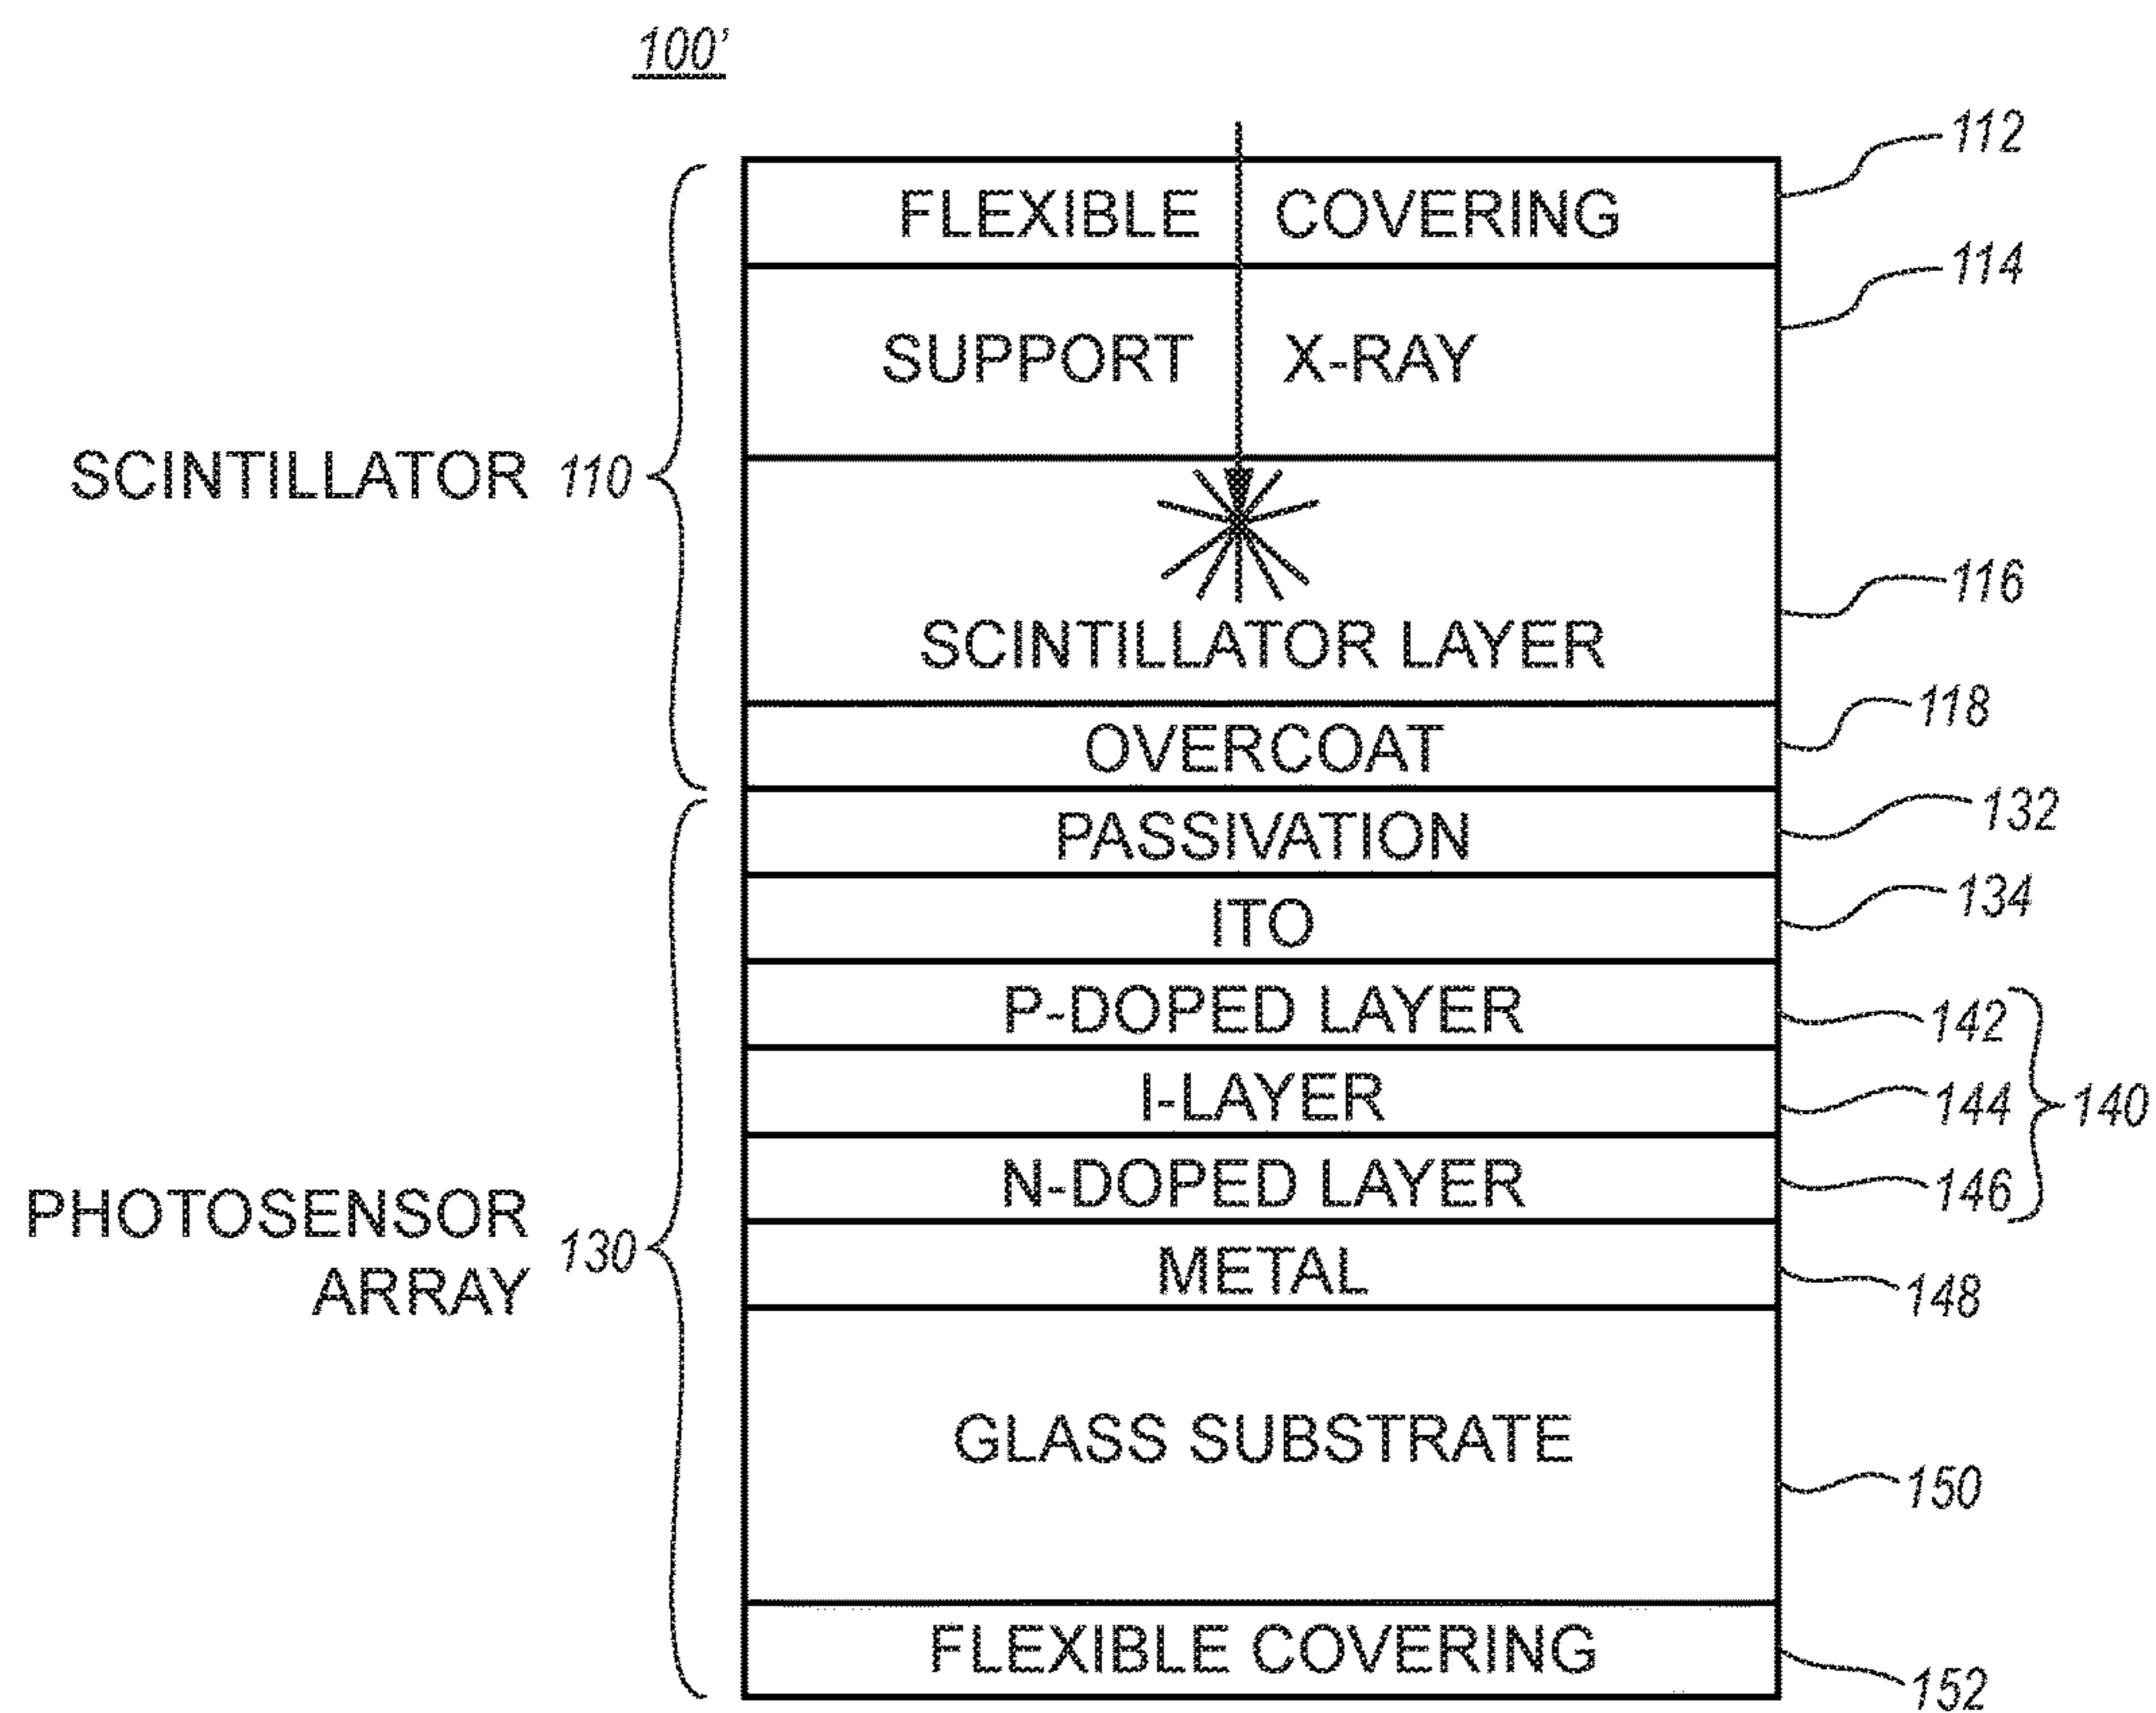 100'
FLEXIBLE COVERING 112
SUPPORT X-RAY 114
SCINTILLATOR 110
SCINTILLATOR LAYER 116
OVERCOAT 118
PASSIVATION 132
ITO 134
P-DOPED LAYER 142
I-LAYER 144 140
N-DOPED LAYER 146
PHOTOSENSOR
ARRAY 130
METAL 148
GLASS SUBSTRATE 150
FLEXIBLE COVERING 152